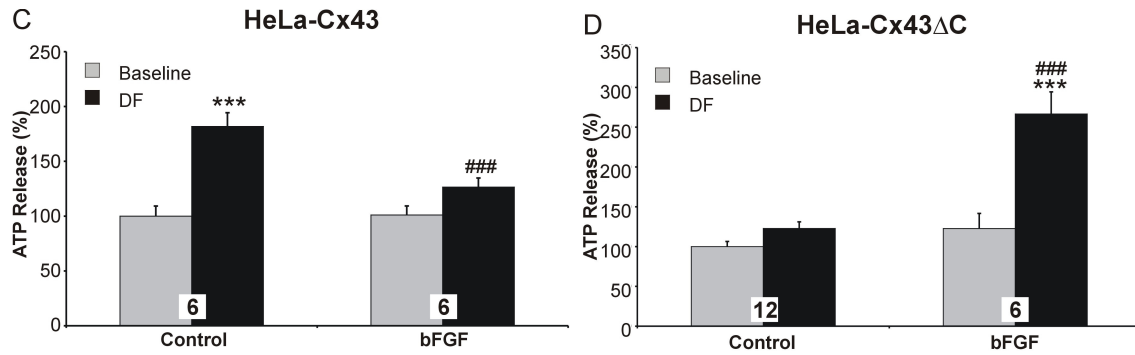 C
HeLa-Cx43
250
200
150
100
50
0
ATP Release (%)
Baseline
DF
***
###
6
6
Control
bFGF
D
HeLa-Cx43ΔC
350
300
250
200
150
100
50
0
ATP Release (%)
Baseline
DF
###
***
12
6
Control
bFGF